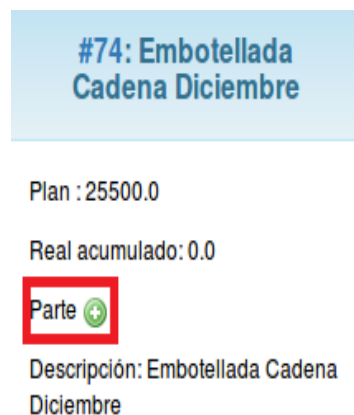 #74: Embotellada
Cadena Diciembre
Plan : 25500.0
Real acumulado: 0.0
Parte
Descripción: Embotellada Cadena
Diciembre